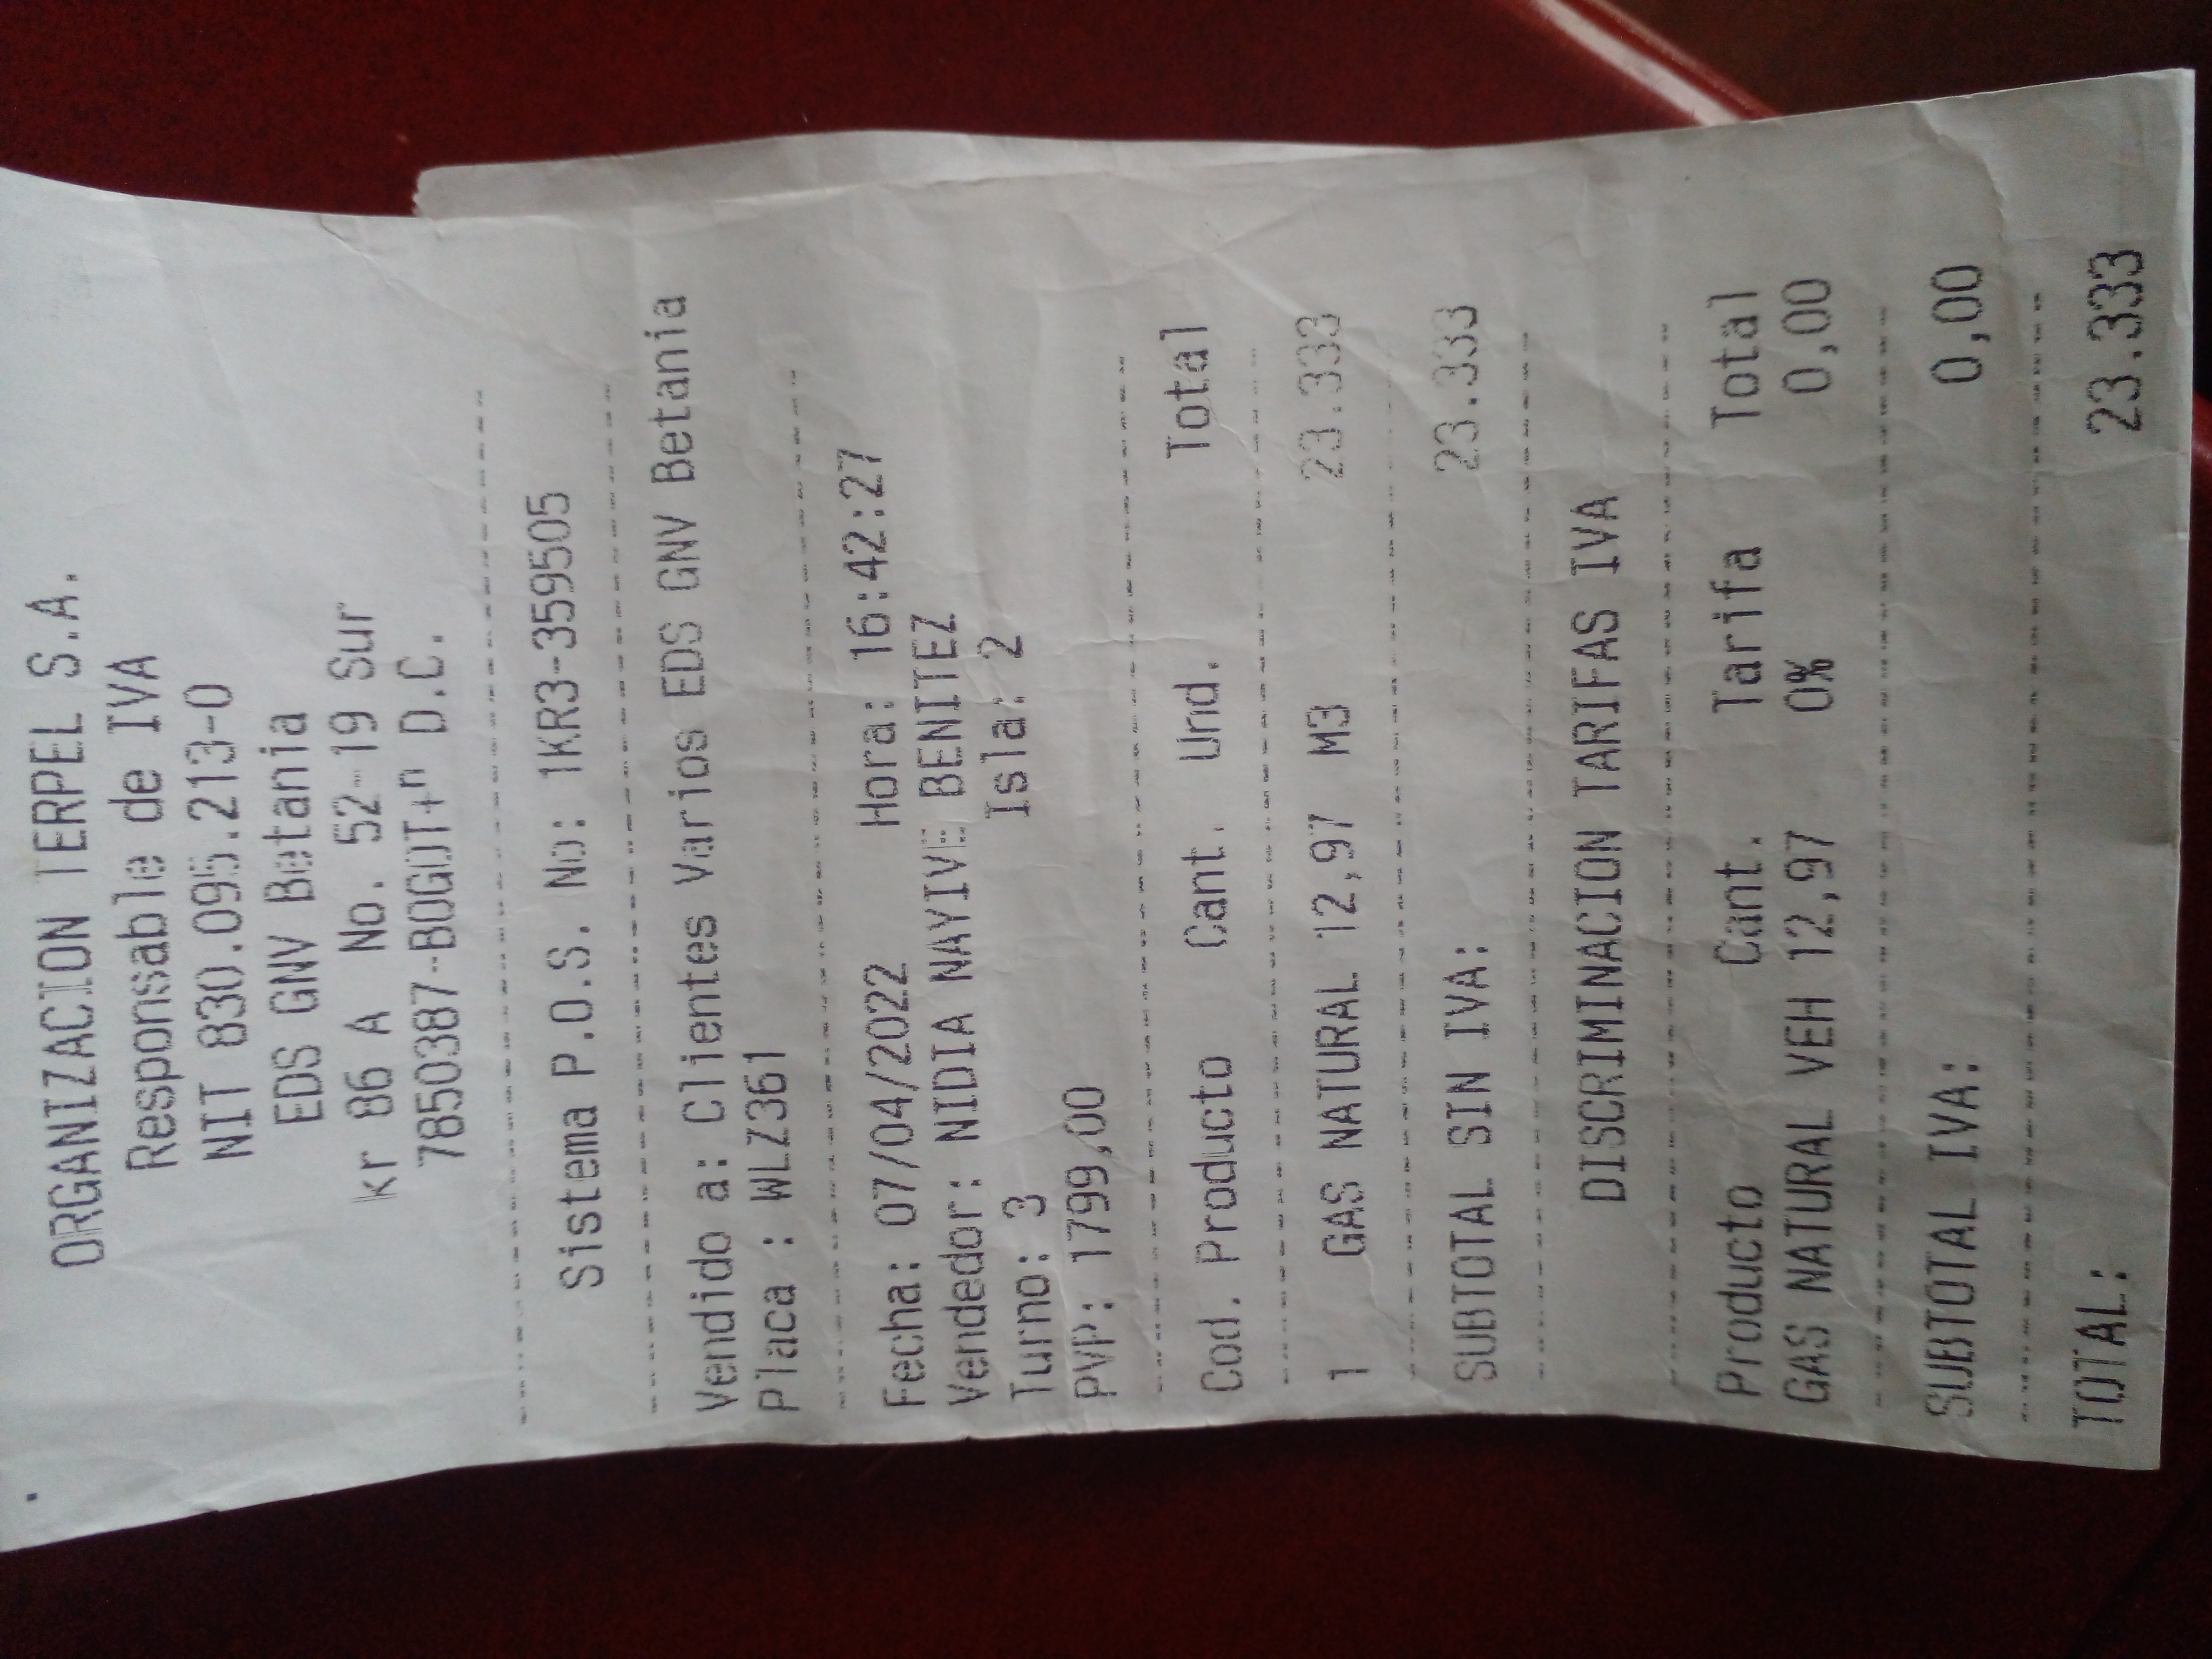 ORGANIZACION TERPEL S.A.
Responsable de IVA
NIT 830.095.213-0
EDS GNV Betania
kr 86 A No. 52-19 Sur
7850387-BOGOT+n D.C.
Sistema P.O.S. No: 1KR3-359505
Vendido a: Clientes Varios EDS GNV Betania
Placa : WLZ361
Fecha: 07/04/2022 Hora: 16:42:27
Vendedor: NIDIA NAYIVE BENITEZ
Turno: 3 Isla: 2
PVP: 1799,00
Cod. Producto Cant. Und. Total
1 GAS NATURAL 12,97 M3 23.333
SUBTOTAL SIN IVA: 23.333
DISCRIMINACION TARIFAS IVA
Producto Cant. Tarifa Total
GAS NATURAL VEH 12,97 0% 0,00
SUBTOTAL IVA: 0,00
TOTAL: 23.333